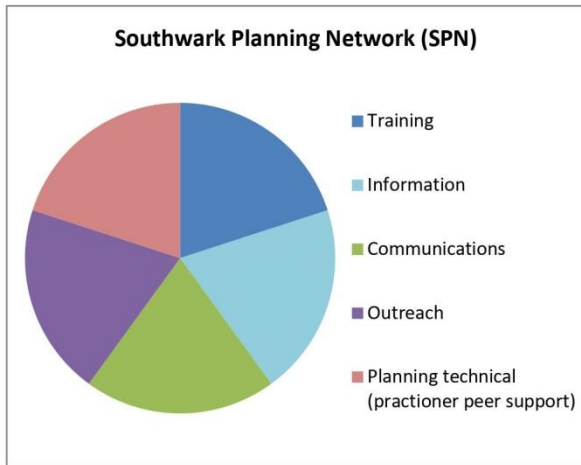 Southwark Planning Network (SPN)
Training
Information
Communications
Outreach
Planning technical
(practioner peer support)